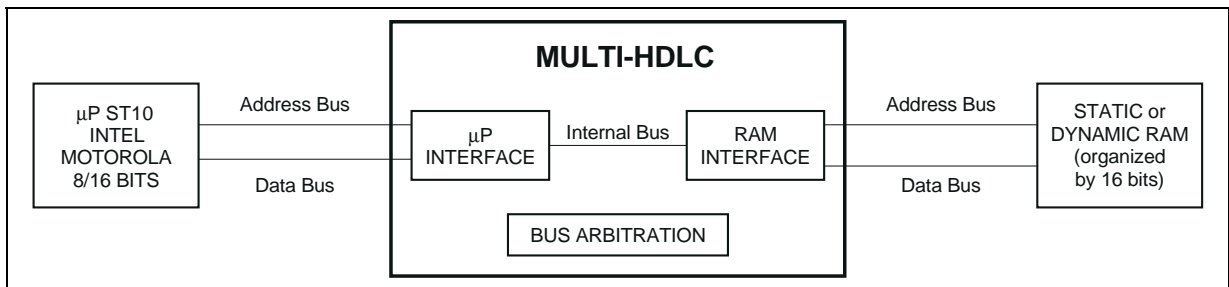 MULTI-HDLC
µP ST10
INTEL
MOTOROLA
8/16 BITS
Address Bus
Data Bus
µP
INTERFACE
Internal Bus
RAM
INTERFACE
BUS ARBITRATION
Address Bus
Data Bus
STATIC or
DYNAMIC RAM
(organized
by 16 bits)